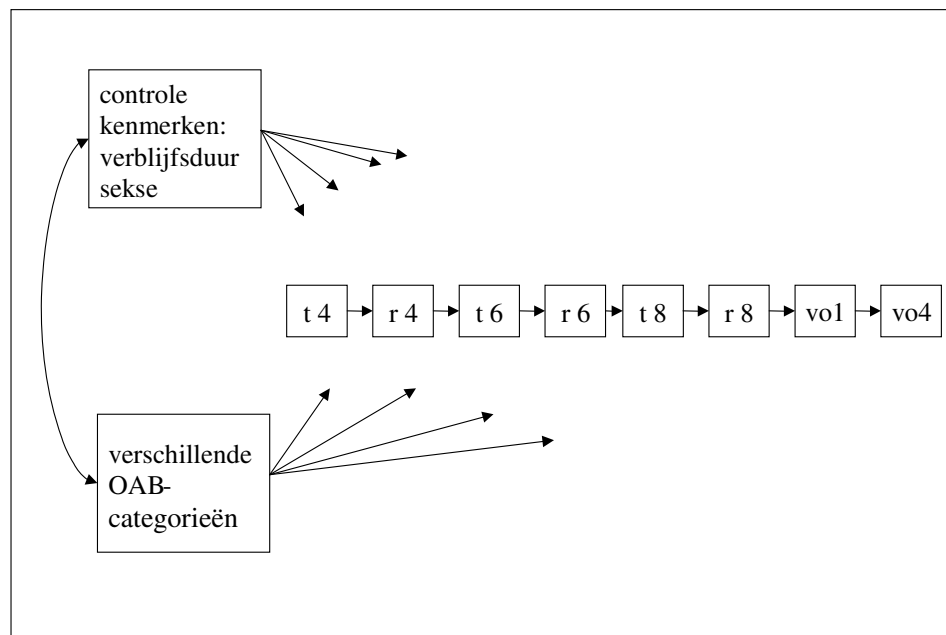 controle
kenmerken:
verblijfsduur
sekse
t 4 r 4 t 6 r 6 t 8 r 8 vo1 vo4
verschillende
OAB-
categorieën